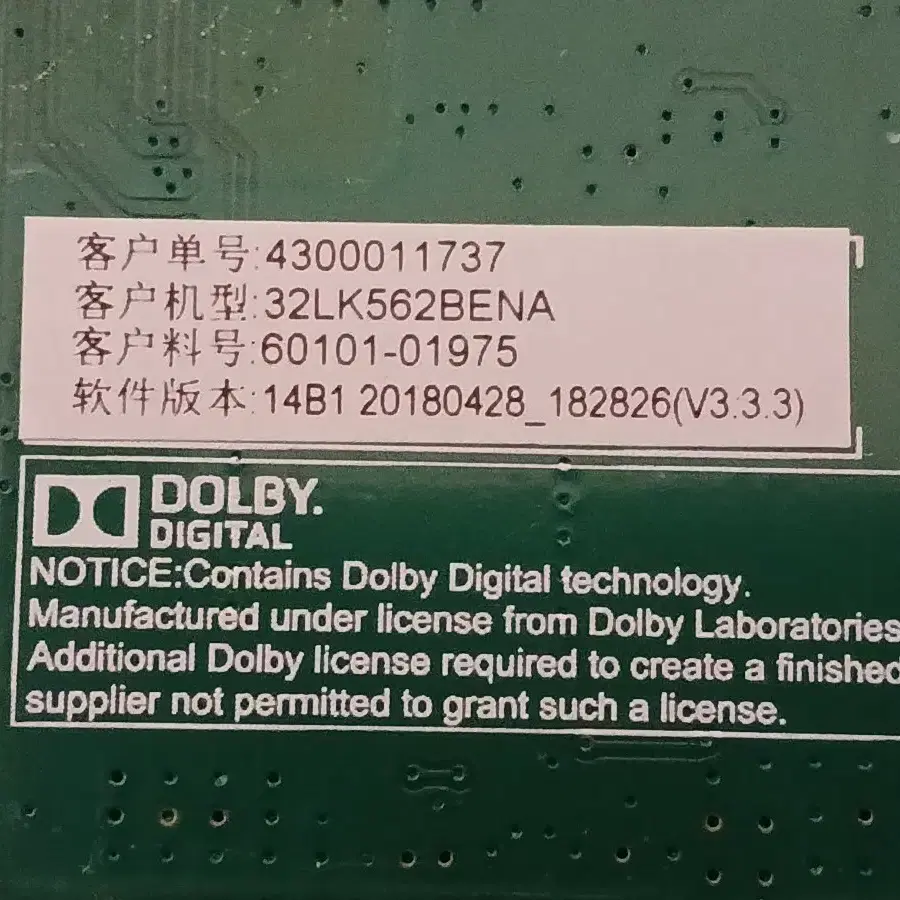 客户单号:4300011737
客户机型:32LK562BENA
客户料号:60101-01975
软件版本:14B1 20180428_182826(V3.3.3)
DOLBY.
DIGITAL
NOTICE:Contains Dolby Digital technology.
Manufactured under license from Dolby Laboratories
Additional Dolby license required to create a finished
supplier not permitted to grant such a license.